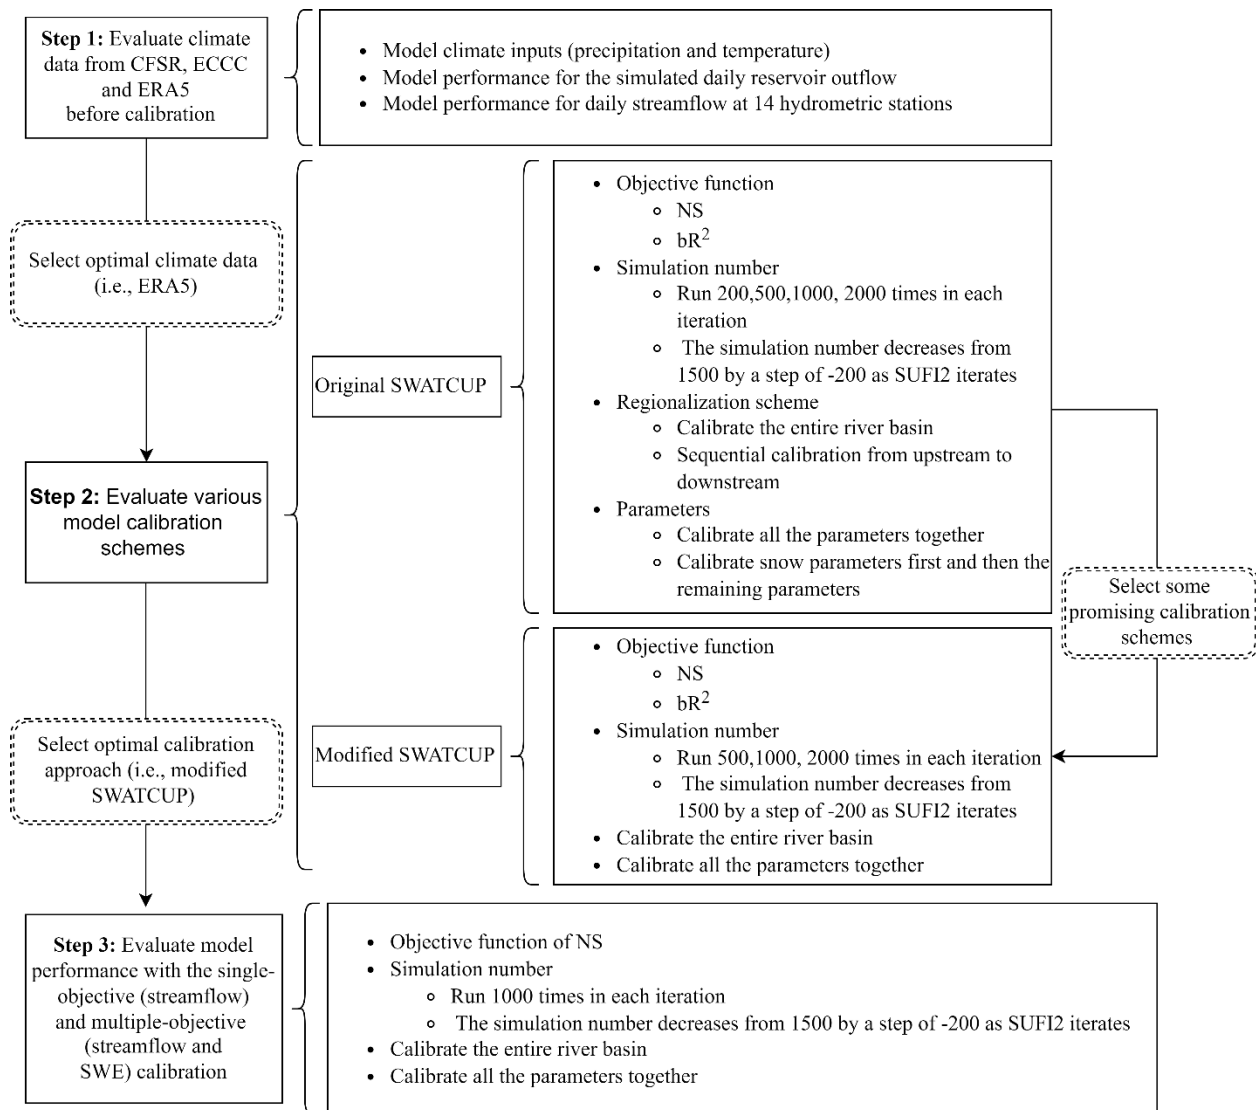 Step 1: Evaluate climate
data from CFSR, ECCC
and ERA5
before calibration
• Model climate inputs (precipitation and temperature)
• Model performance for the simulated daily reservoir outflow
• Model performance for daily streamflow at 14 hydrometric stations
Select optimal climate data
(i.e., ERA5)
Step 2: Evaluate various
model calibration
schemes
Original SWATCUP
• Objective function
o NS
o bR²
• Simulation number
o Run 200,500,1000, 2000 times in each
iteration
o The simulation number decreases from
1500 by a step of -200 as SUFI2 iterates
• Regionalization scheme
o Calibrate the entire river basin
o Sequential calibration from upstream to
downstream
• Parameters
o Calibrate all the parameters together
o Calibrate snow parameters first and then the
remaining parameters
Select some
promising calibration
schemes
Modified SWATCUP
• Objective function
o NS
o bR²
• Simulation number
o Run 500,1000, 2000 times in each iteration
o The simulation number decreases from
1500 by a step of -200 as SUFI2 iterates
• Calibrate the entire river basin
• Calibrate all the parameters together
Select optimal calibration
approach (i.e., modified
SWATCUP)
Step 3: Evaluate model
performance with the single-
objective (streamflow)
and multiple-objective
(streamflow and
SWE) calibration
• Objective function of NS
• Simulation number
o Run 1000 times in each iteration
o The simulation number decreases from 1500 by a step of -200 as SUFI2 iterates
• Calibrate the entire river basin
• Calibrate all the parameters together